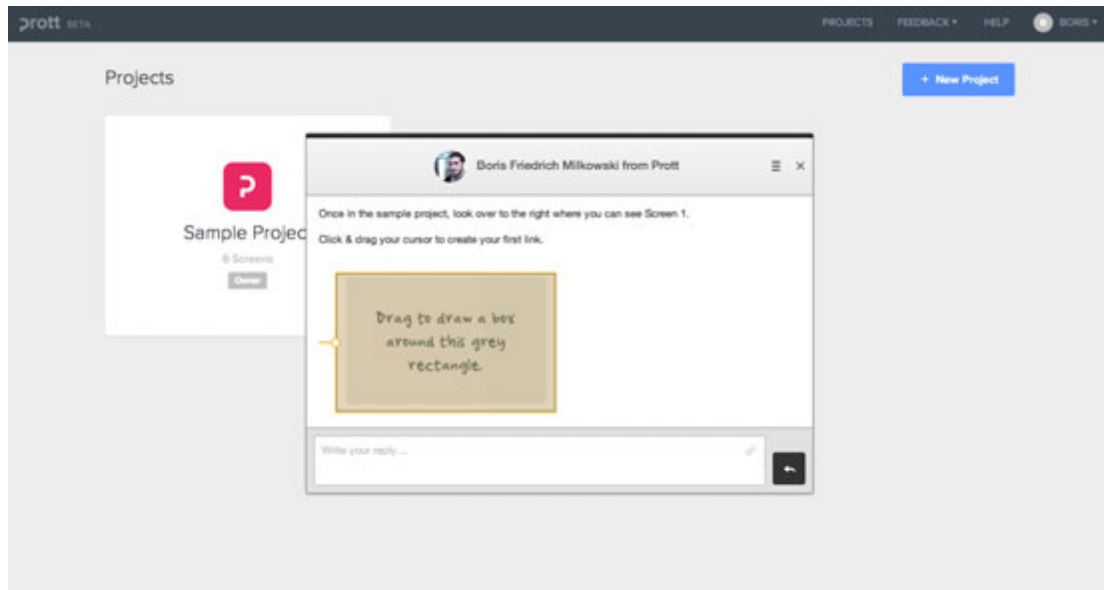 prott BETA
PROJECTS FEEDBACK HELP BORIS
Projects
+ New Project
Boris Friedrich Milkowski from Prott
Once in the sample project, look over to the right where you can see Screen 1.
Click & drag your cursor to create your first link.
Sample Projec
6 Screens
Owner
Drag to draw a box
around this grey
rectangle.
Write your reply...